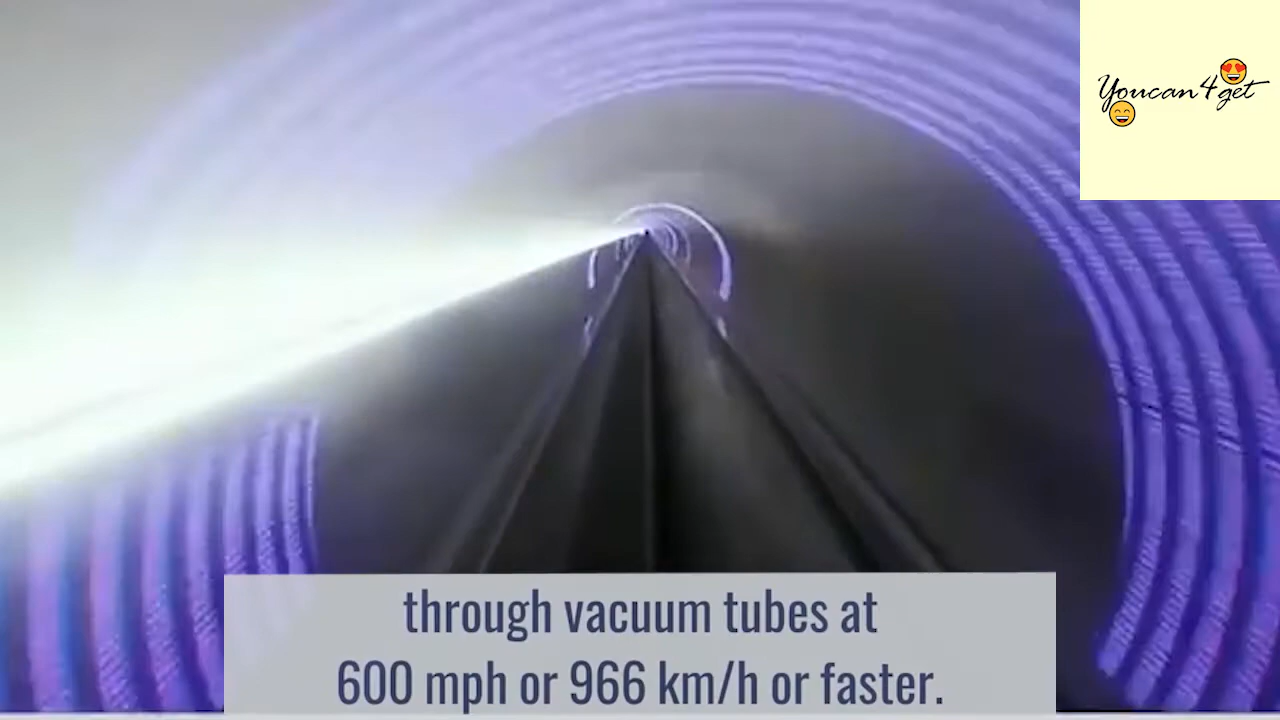 Youcan4get
through vacuum tubes at
600 mph or 966 km/h or faster.